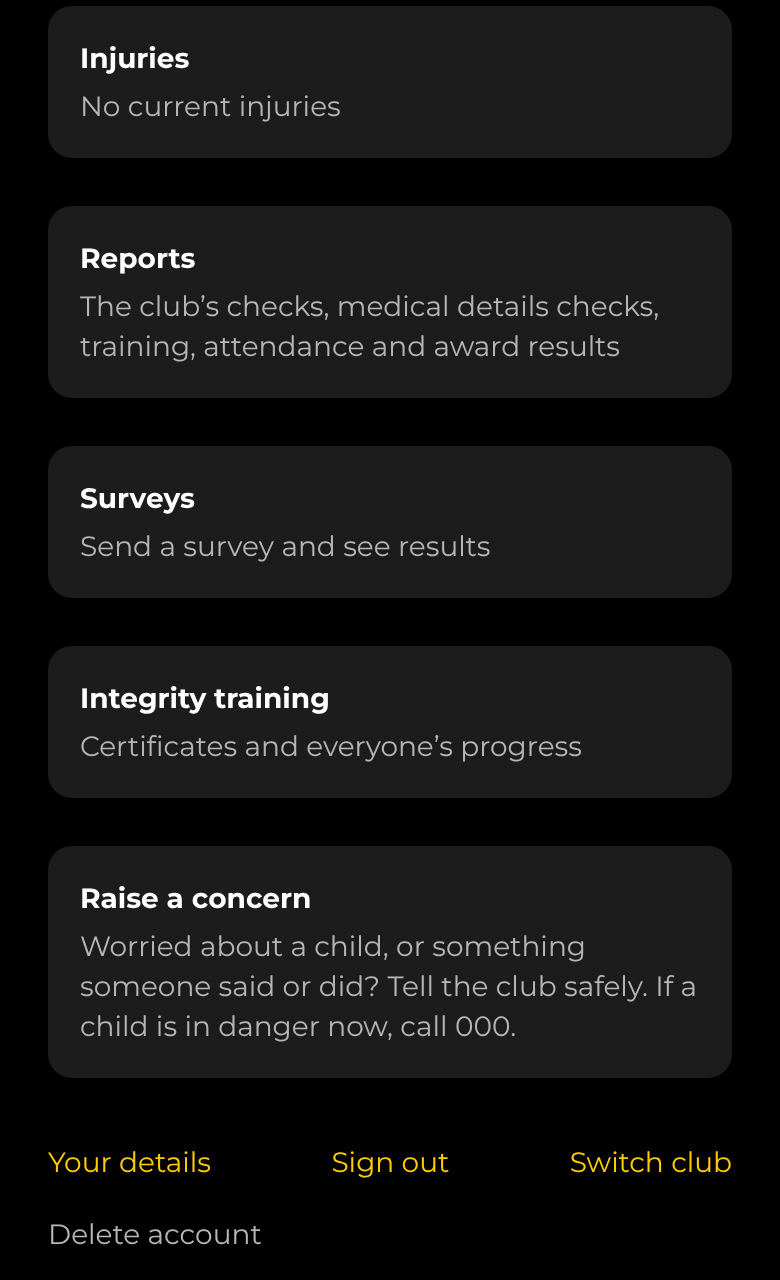 Injuries
No current injuries
Reports
The club’s checks, medical details checks,
training, attendance and award results
Surveys
Send a survey and see results
Integrity training
Certificates and everyone’s progress
Raise a concern
Worried about a child, or something
someone said or did? Tell the club safely. If a
child is in danger now, call 000.
Your details
Sign out
Switch club
Delete account